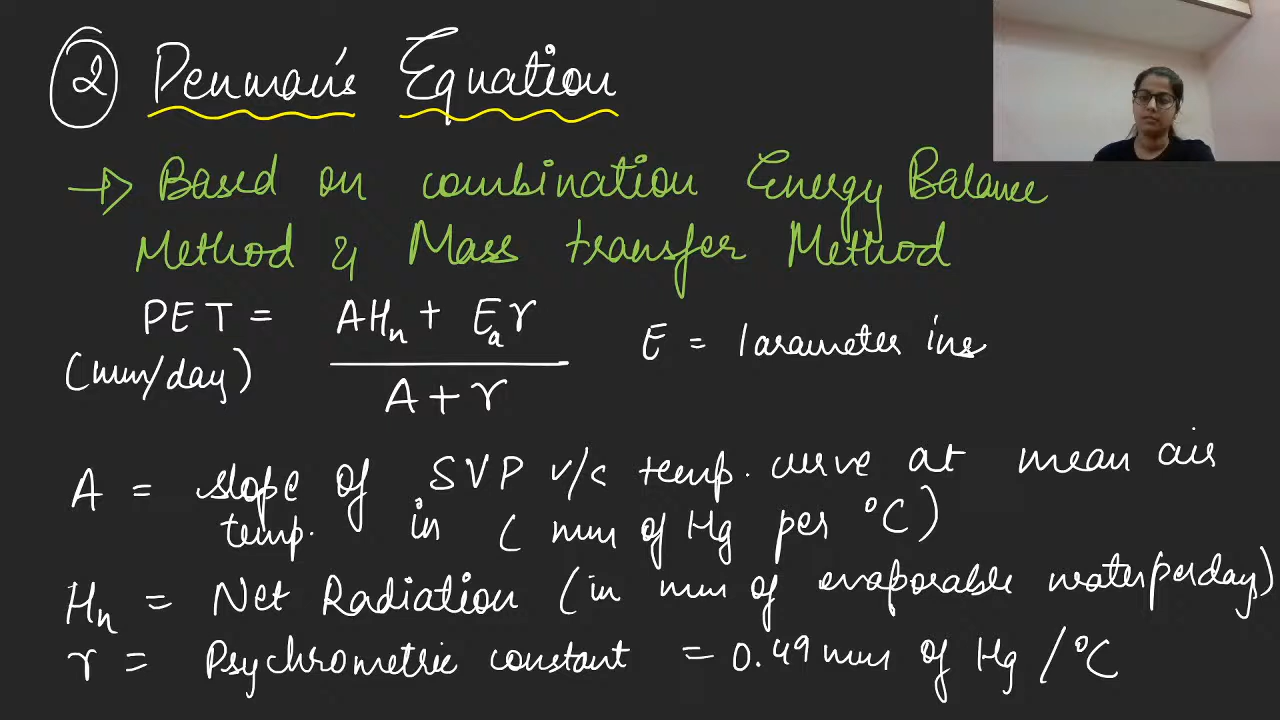 ② Penman's Equation
→ Based on combination Energy Balance
Method & Mass transfer Method
PET = (AHₙ + Eₐγ) / (A + γ)
(mm/day)
E = parameter ins
A = slope of SVP v/s temp. curve at mean air
temp. in (mm of Hg per °C)
Hₙ = Net Radiation (in mm of evaporable water per day)
γ = Psychrometric constant = 0.49 mm of Hg /°C